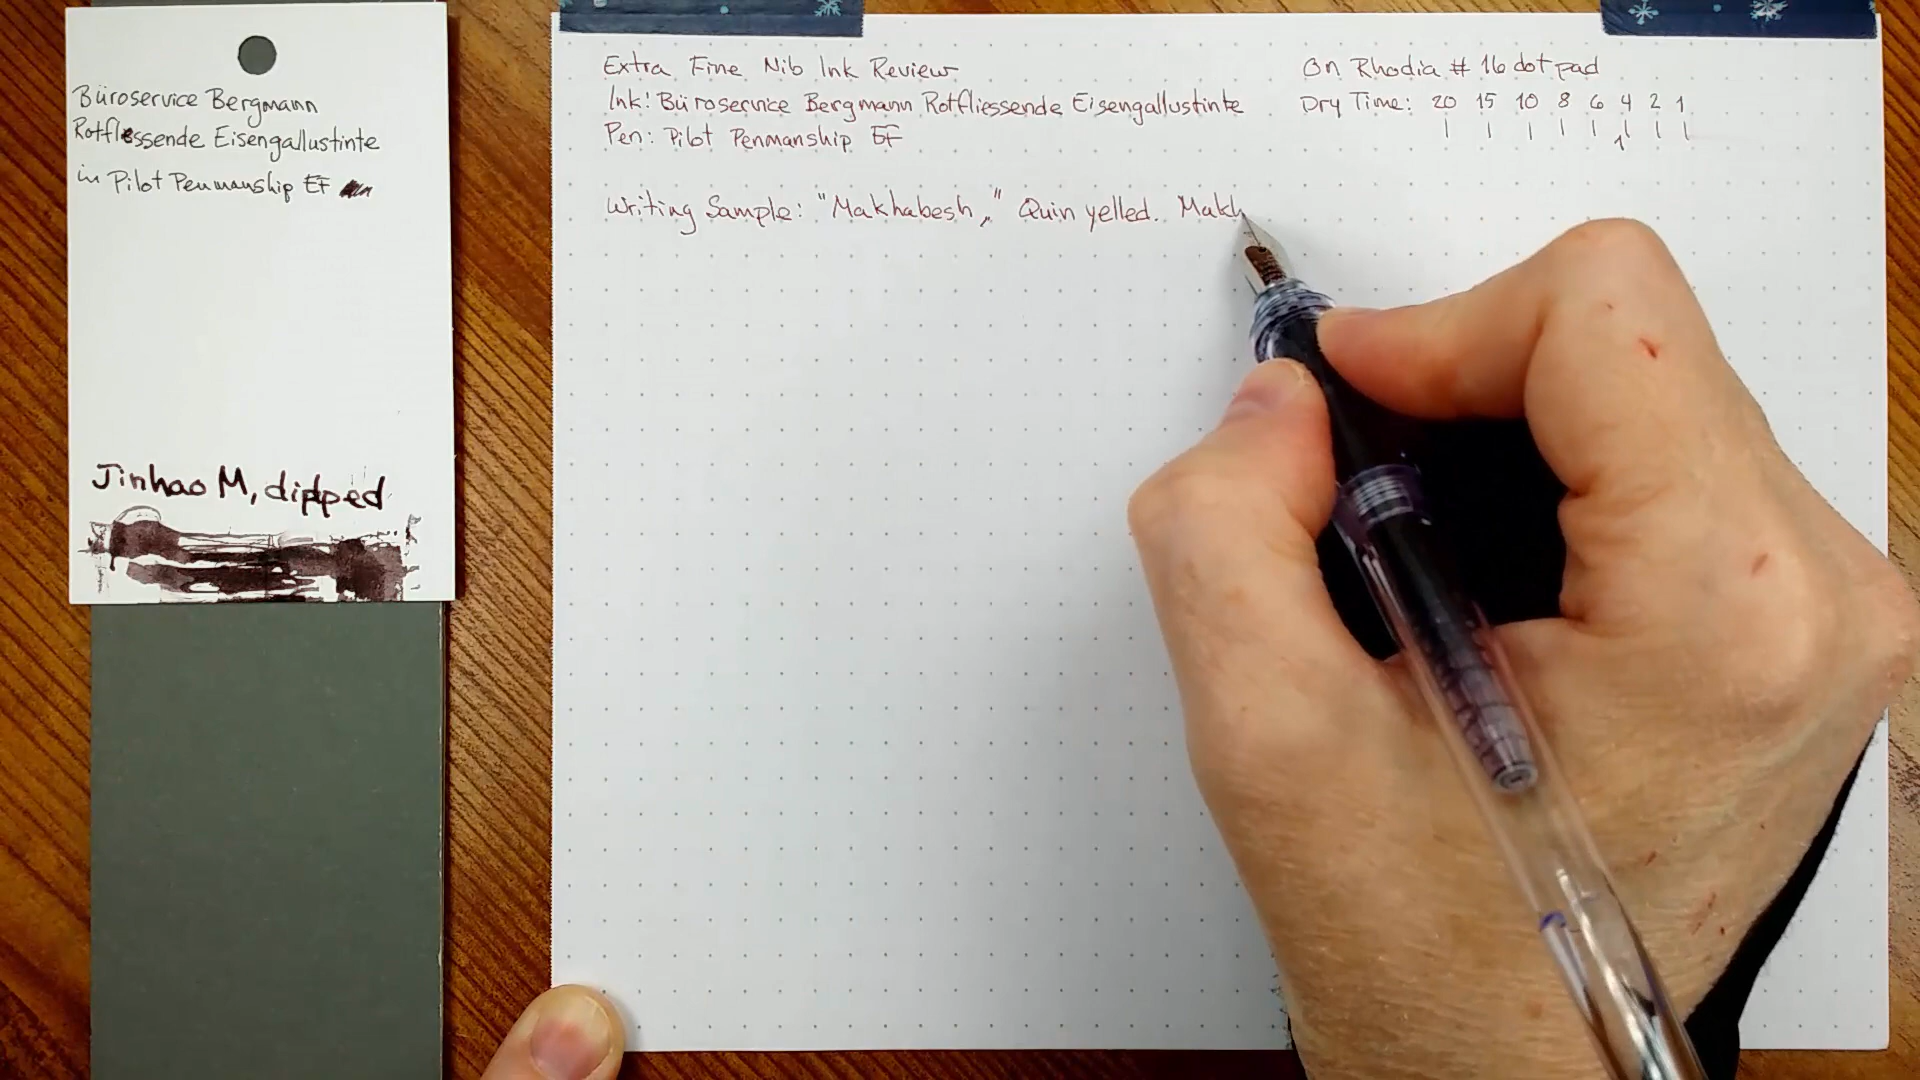 Büroservice Bergmann
Rotfliessende Eisengallustinte
in Pilot Penmanship EF
Jinhao M, dipped
Extra Fine Nib Ink Review
Ink: Büroservice Bergmann Rotfliessende Eisengallustinte
Pen: Pilot Penmanship EF
On Rhodia # 16 dot pad
Dry Time: 20 15 10 8 6 4 2 1
Writing Sample: "Makhabesh," Quin yelled. Makh